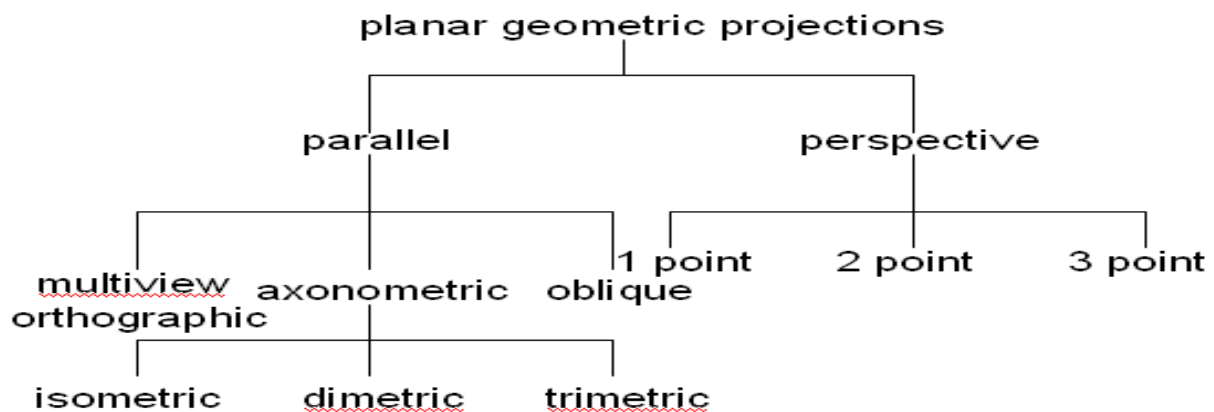 planar geometric projections
parallel
perspective
multiview
orthographic
axonometric
oblique
1 point
2 point
3 point
isometric
dimetric
trimetric